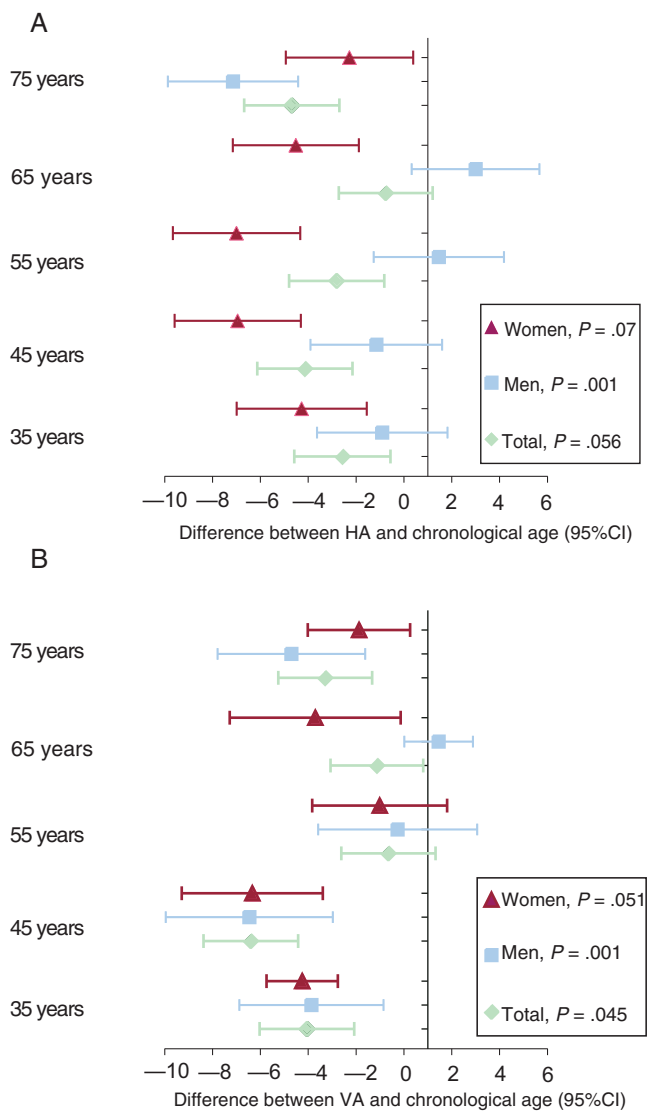 A
75 years
65 years
55 years
45 years
35 years
Women, P = .07
Men, P = .001
Total, P = .056
—10 —8 —6 —4 —2 0 2 4 6
Difference between HA and chronological age (95%CI)
B
75 years
65 years
55 years
45 years
35 years
Women, P = .051
Men, P = .001
Total, P = .045
—10 —8 —6 —4 —2 0 2 4 6
Difference between VA and chronological age (95%CI)